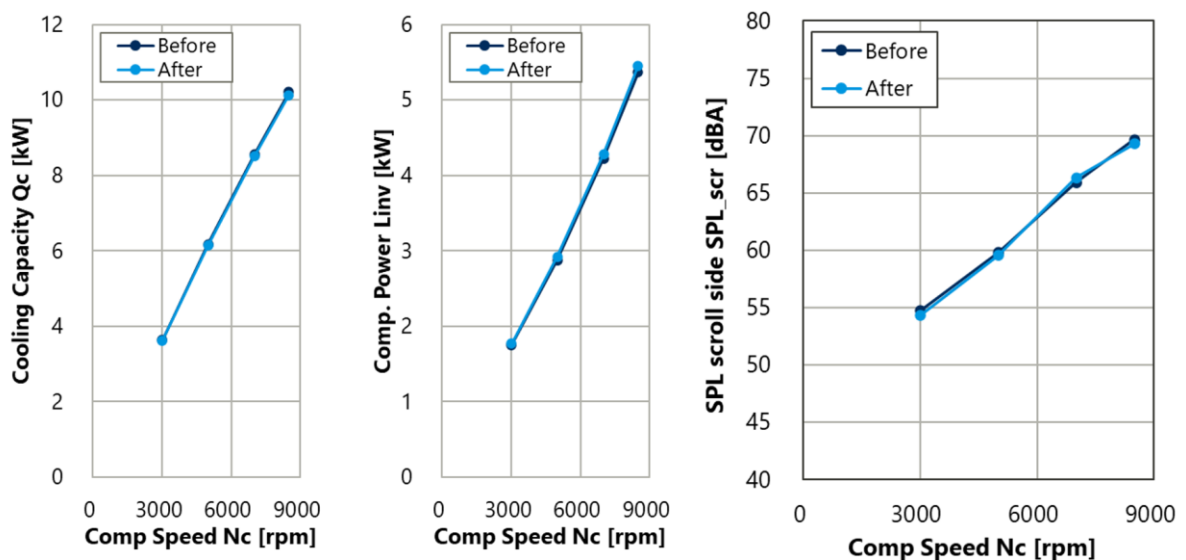 Cooling Capacity Qc [kW]
12
10
8
6
4
2
0
Before
After
0 3000 6000 9000
Comp Speed Nc [rpm]
Comp. Power Linv [kW]
6
5
4
3
2
1
0
Before
After
0 3000 6000 9000
Comp Speed Nc [rpm]
SPL scroll side SPL_scr [dBA]
80
75
70
65
60
55
50
45
40
Before
After
0 3000 6000 9000
Comp Speed Nc [rpm]